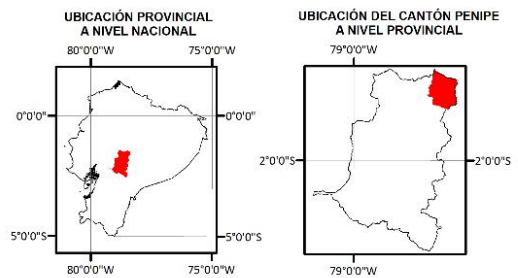 UBICACIÓN PROVINCIAL
A NIVEL NACIONAL
80°0'0"W 75°0'0"W
0°0'0" 0°0'0"
5°0'0"S 5°0'0"S
80°0'0"W 75°0'0"W
UBICACIÓN DEL CANTÓN PENIPE
A NIVEL PROVINCIAL
79°0'0"W
2°0'0"S 2°0'0"S
79°0'0"W